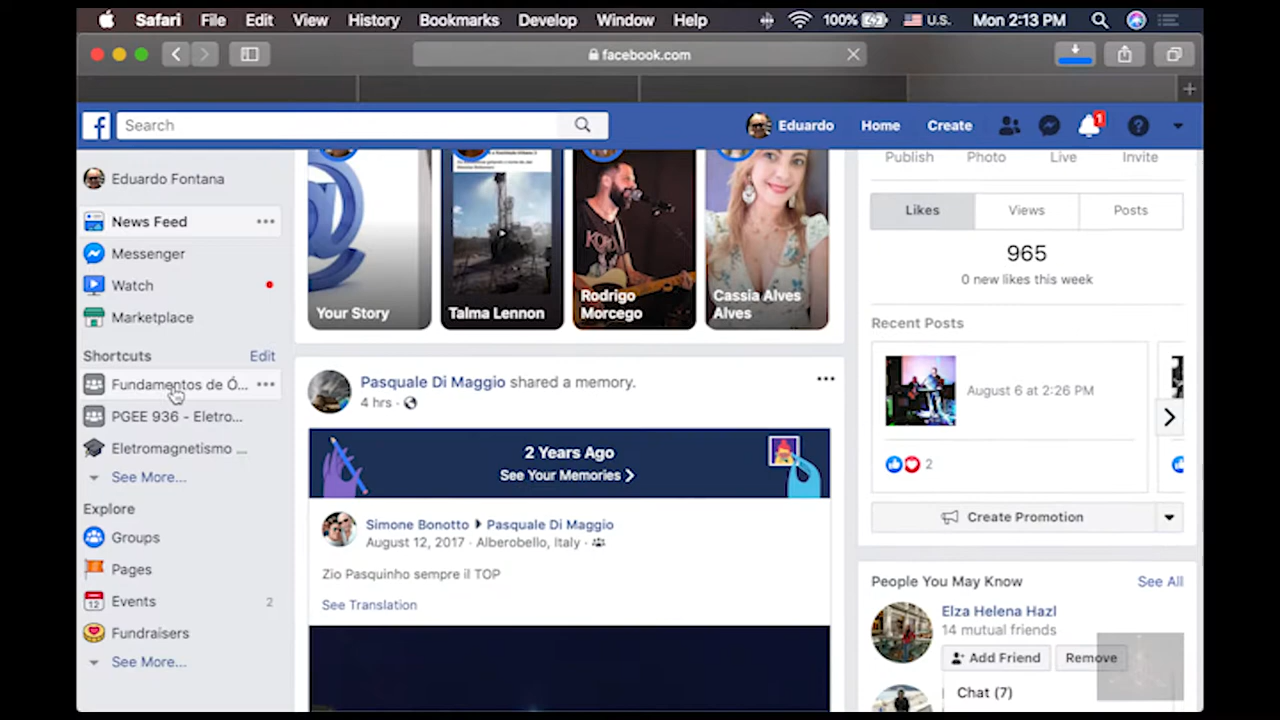 Safari File Edit View History Bookmarks Develop Window Help 100% U.S. Mon 2:13 PM
facebook.com
Search
Eduardo Home Create 1
Eduardo Fontana
News Feed
Messenger
Watch
Marketplace
Shortcuts Edit
Fundamentos de Ó...
PGEE 936 - Eletro...
Eletromagnetismo ...
See More...
Explore
Groups
Pages
12 Events 2
Fundraisers
See More...
Your Story
Talma Lennon
Rodrigo
Morcego
Cassia Alves
Alves
Pasquale Di Maggio shared a memory.
4 hrs ·
2 Years Ago
See Your Memories
Simone Bonotto Pasquale Di Maggio
August 12, 2017 · Alberobello, Italy ·
Zio Pasquinho sempre il TOP
See Translation
Publish Photo Live Invite
Likes Views Posts
965
0 new likes this week
Recent Posts
August 6 at 2:26 PM
2
Create Promotion
People You May Know See All
Elza Helena Hazl
14 mutual friends
Add Friend Remove
Chat (7)